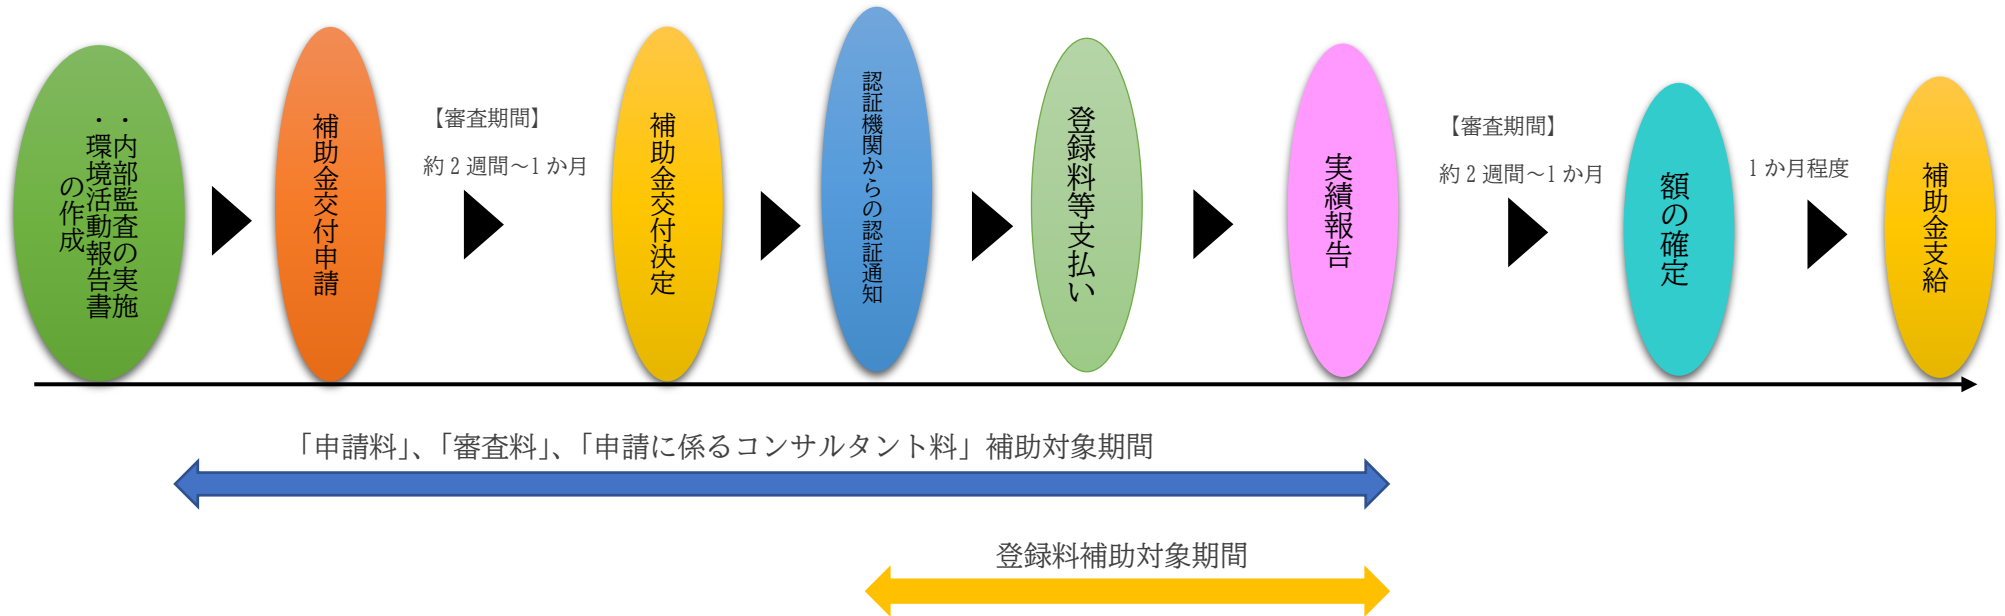 ・内部監査の実施
・環境活動報告書
の作成
補助金交付申請
【審査期間】
約2週間～1か月
補助金交付決定
認証機関からの認証通知
登録料等支払い
実績報告
【審査期間】
約2週間～1か月
額の確定
1か月程度
補助金支給
「申請料」、「審査料」、「申請に係るコンサルタント料」補助対象期間
登録料補助対象期間